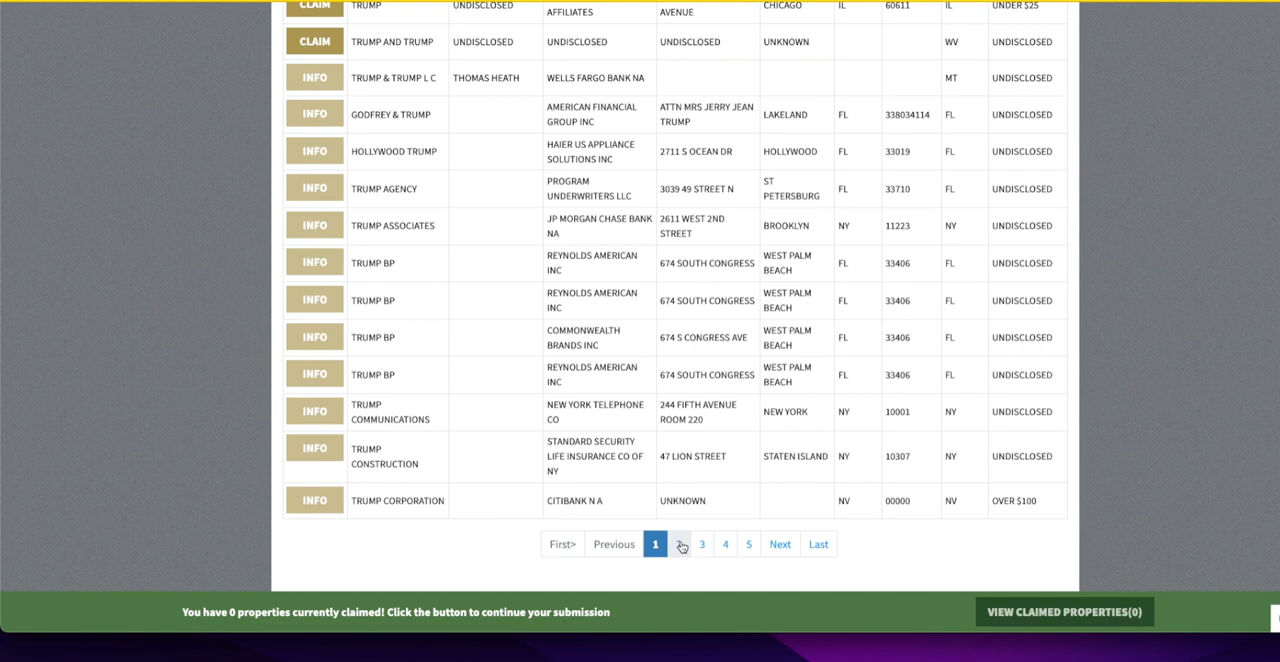 CLAIM TRUMP UNDISCLOSED AFFILIATES AVENUE CHICAGO IL 60611 IL UNDER $25
CLAIM TRUMP AND TRUMP UNDISCLOSED UNDISCLOSED UNDISCLOSED UNKNOWN WV UNDISCLOSED
INFO TRUMP & TRUMP L C THOMAS HEATH WELLS FARGO BANK NA MT UNDISCLOSED
INFO GODFREY & TRUMP AMERICAN FINANCIAL GROUP INC ATTN MRS JERRY JEAN TRUMP LAKELAND FL 338034114 FL UNDISCLOSED
INFO HOLLYWOOD TRUMP HAIER US APPLIANCE SOLUTIONS INC 2711 S OCEAN DR HOLLYWOOD FL 33019 FL UNDISCLOSED
INFO TRUMP AGENCY PROGRAM UNDERWRITERS LLC 3039 49 STREET N ST PETERSBURG FL 33710 FL UNDISCLOSED
INFO TRUMP ASSOCIATES JP MORGAN CHASE BANK NA 2611 WEST 2ND STREET BROOKLYN NY 11223 NY UNDISCLOSED
INFO TRUMP BP REYNOLDS AMERICAN INC 674 SOUTH CONGRESS WEST PALM BEACH FL 33406 FL UNDISCLOSED
INFO TRUMP BP REYNOLDS AMERICAN INC 674 SOUTH CONGRESS WEST PALM BEACH FL 33406 FL UNDISCLOSED
INFO TRUMP BP COMMONWEALTH BRANDS INC 674 S CONGRESS AVE WEST PALM BEACH FL 33406 FL UNDISCLOSED
INFO TRUMP BP REYNOLDS AMERICAN INC 674 SOUTH CONGRESS WEST PALM BEACH FL 33406 FL UNDISCLOSED
INFO TRUMP COMMUNICATIONS NEW YORK TELEPHONE CO 244 FIFTH AVENUE ROOM 220 NEW YORK NY 10001 NY UNDISCLOSED
INFO TRUMP CONSTRUCTION STANDARD SECURITY LIFE INSURANCE CO OF NY 47 LION STREET STATEN ISLAND NY 10307 NY UNDISCLOSED
INFO TRUMP CORPORATION CITIBANK N A UNKNOWN NV 00000 NV OVER $100
First> Previous 1 2 3 4 5 Next Last
You have 0 properties currently claimed! Click the button to continue your submission VIEW CLAIMED PROPERTIES(0)